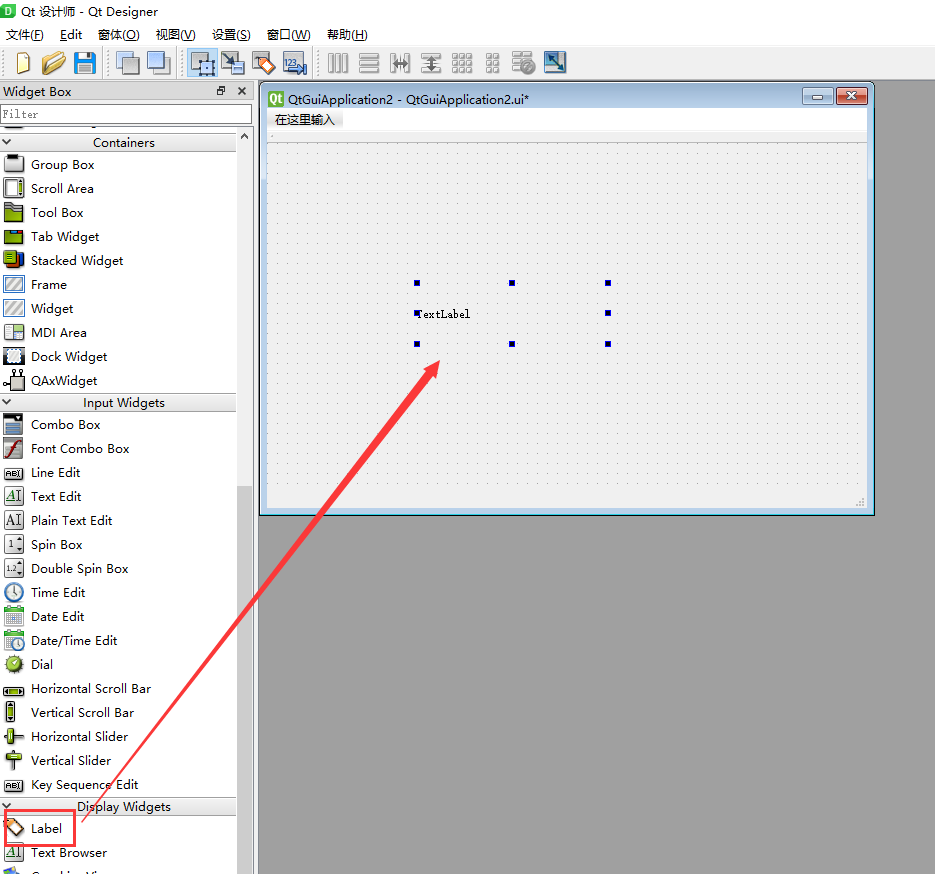 Qt 设计师 - Qt Designer
文件(F) Edit 窗体(O) 视图(V) 设置(S) 窗口(W) 帮助(H)
Widget Box
Filter
Containers
Group Box
Scroll Area
Tool Box
Tab Widget
Stacked Widget
Frame
Widget
MDI Area
Dock Widget
QAxWidget
Input Widgets
Combo Box
Font Combo Box
Line Edit
Text Edit
Plain Text Edit
Spin Box
Double Spin Box
Time Edit
Date Edit
Date/Time Edit
Dial
Horizontal Scroll Bar
Vertical Scroll Bar
Horizontal Slider
Vertical Slider
Key Sequence Edit
Display Widgets
Label
Text Browser
QtGuiApplication2 - QtGuiApplication2.ui*
在这里输入
TextLabel